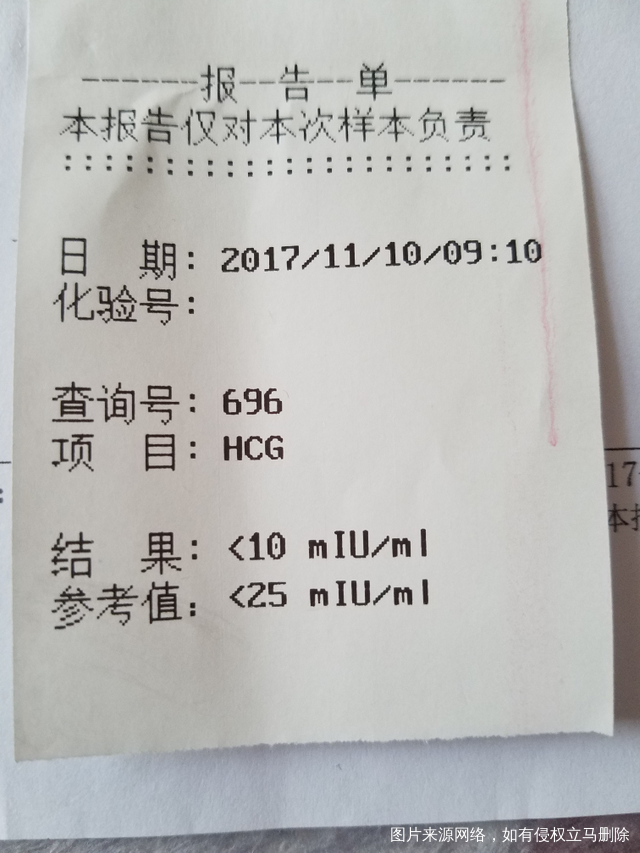 ------报--告--单------
本报告仅对本次样本负责
:::::::::::::::::::::::
日 期: 2017/11/10/09:10
化验号:
查询号: 696
项 目: HCG
结 果: <10 mIU/ml
参考值: <25 mIU/ml
17
本
图片来源网络，如有侵权立马删除